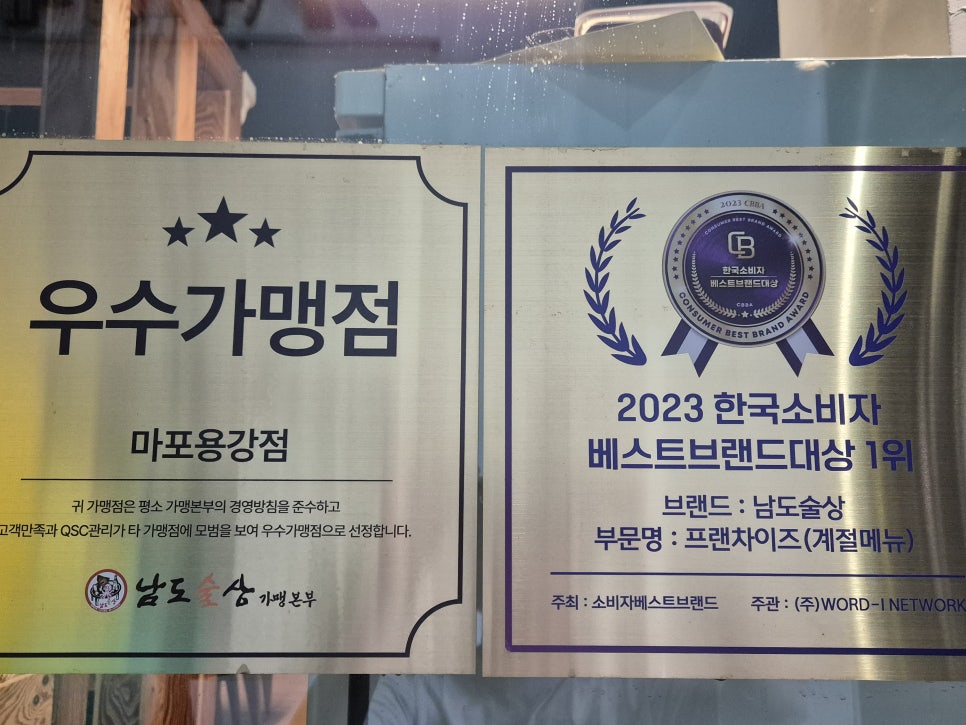 우수가맹점
마포용강점
귀 가맹점은 평소 가맹본부의 경영방침을 준수하고
고객만족과 QSC관리가 타 가맹점에 모범을 보여 우수가맹점으로 선정합니다.
남도술상 가맹본부
2023 CBBA
CONSUMER BEST BRAND AWARD
CB
한국소비자
베스트브랜드대상
CBBA
CONSUMER BEST BRAND AWARD
2023 한국소비자
베스트브랜드대상 1위
브랜드 : 남도술상
부문명 : 프랜차이즈(계절메뉴)
주최 : 소비자베스트브랜드 주관 : (주)WORD-I NETWORK